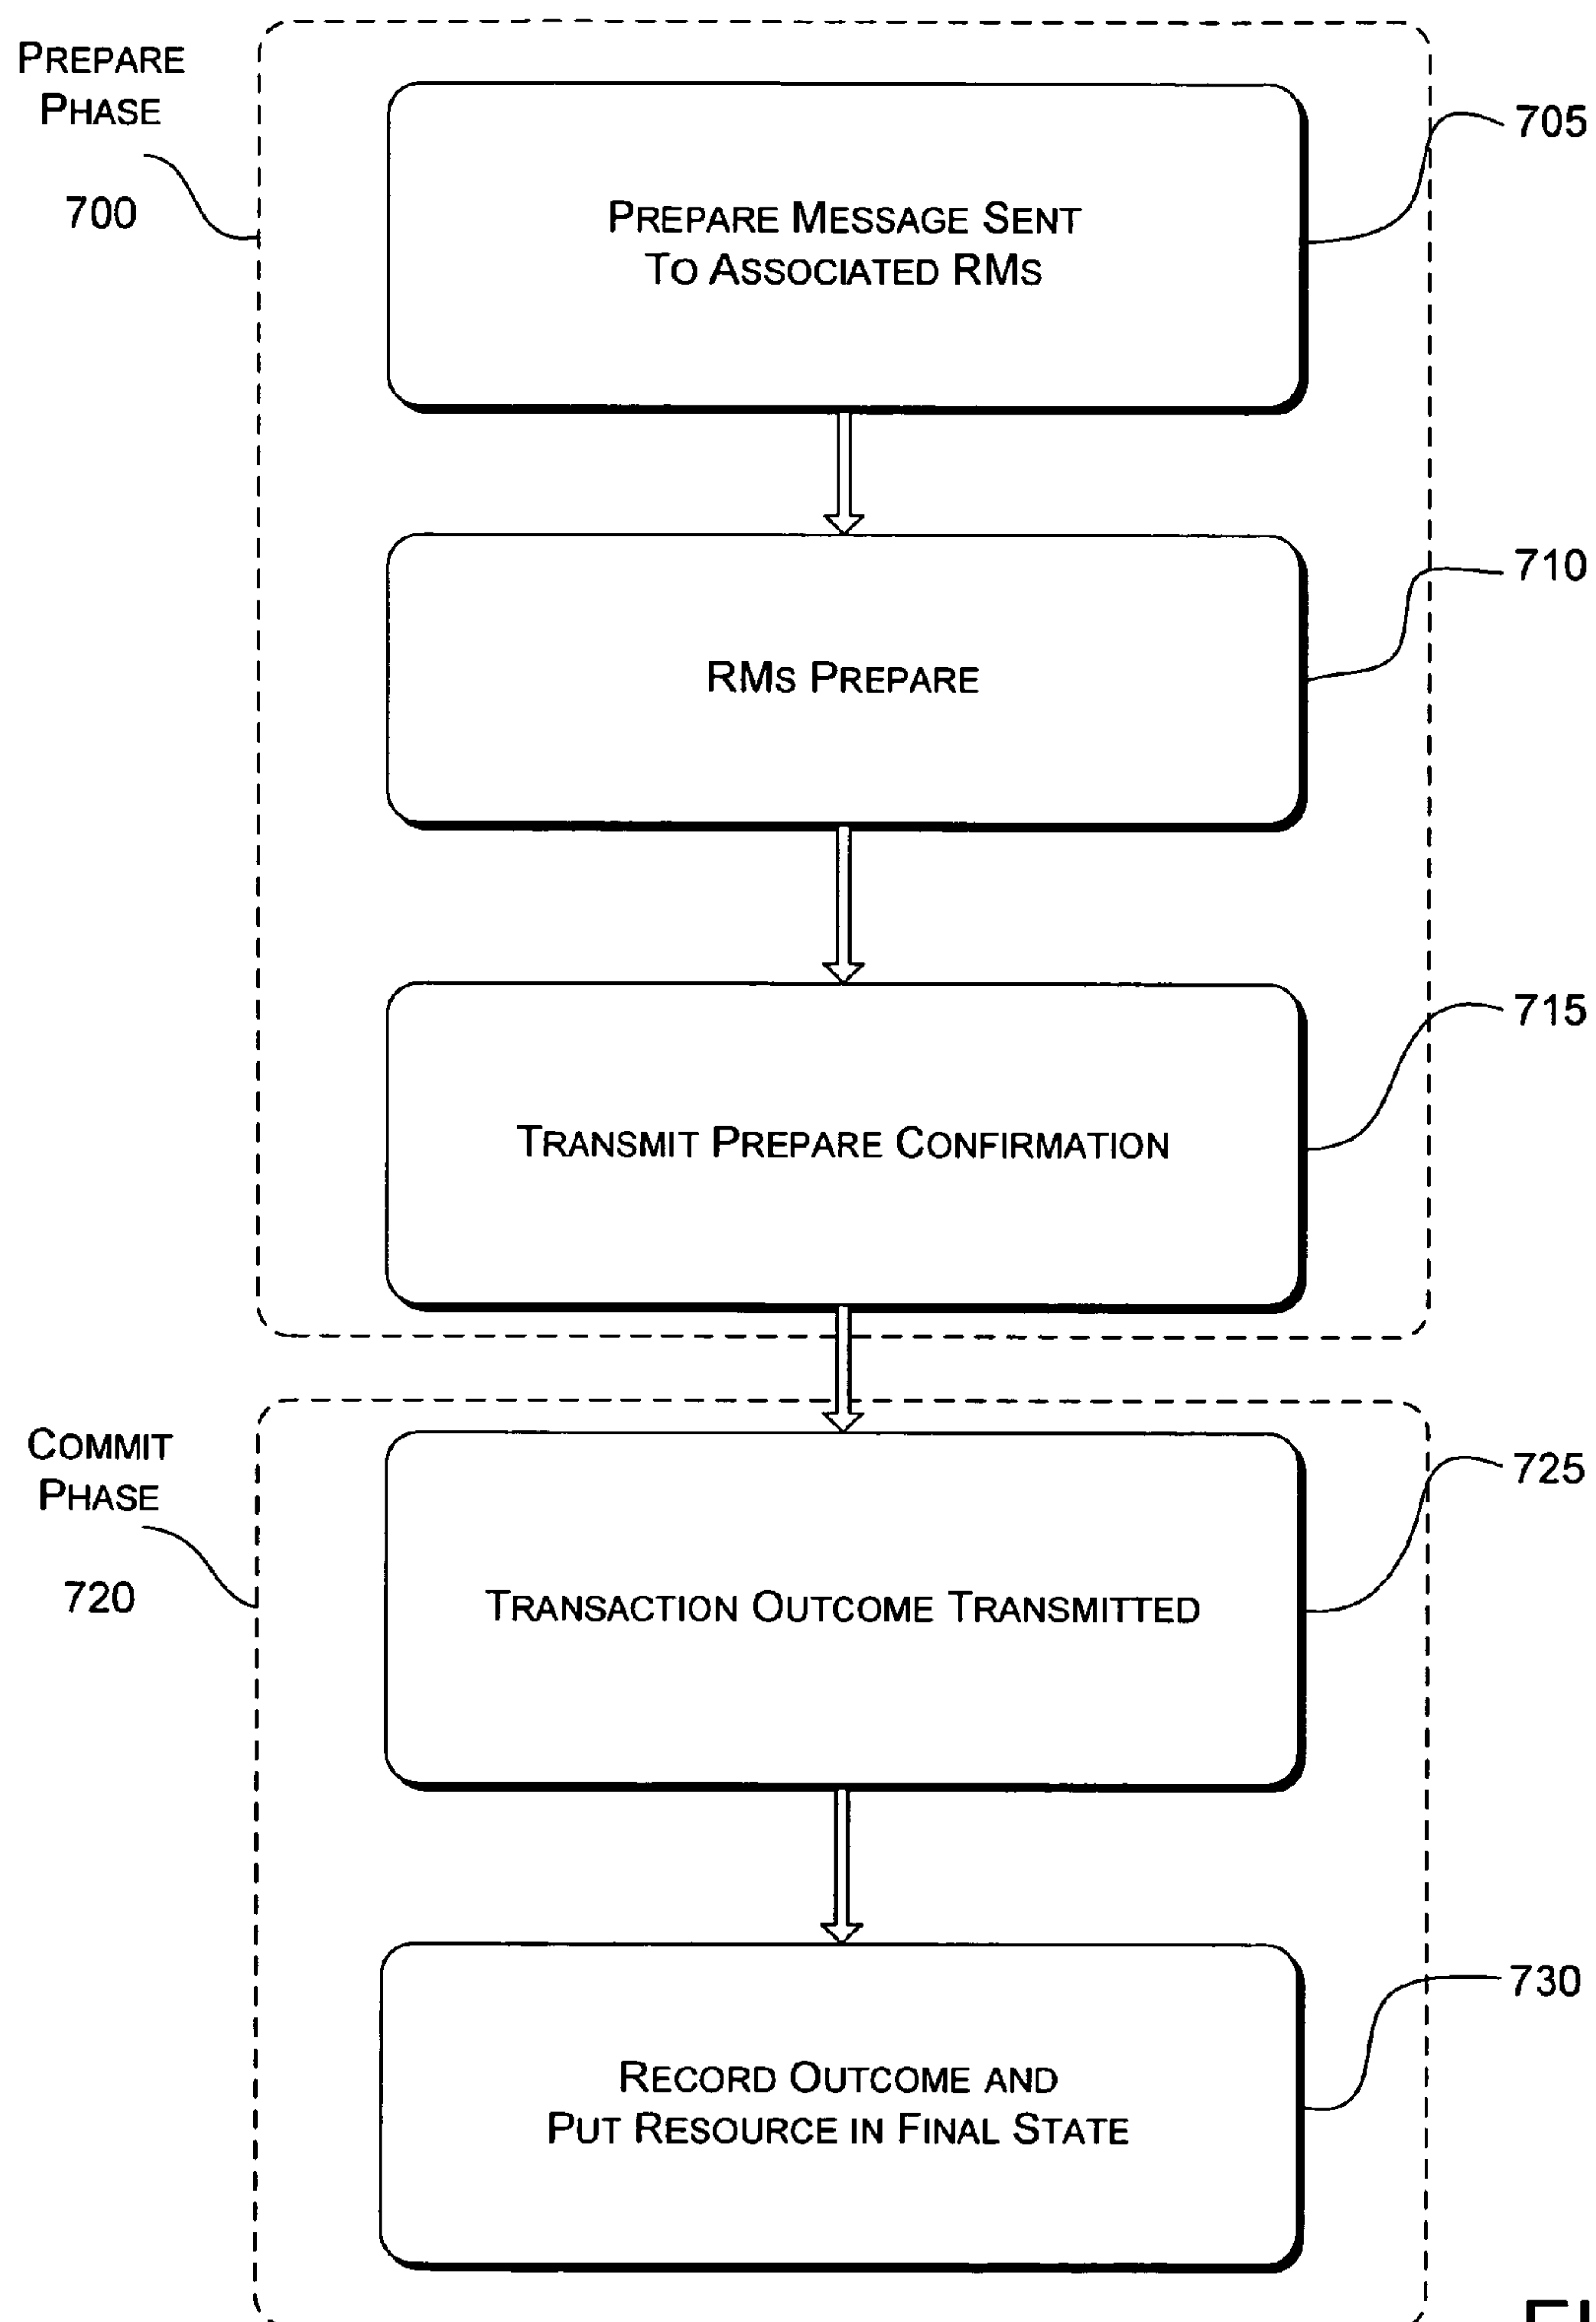 PREPARE
PHASE
700
705
PREPARE MESSAGE SENT
TO ASSOCIATED RMS
710
RMS PREPARE
715
TRANSMIT PREPARE CONFIRMATION
COMMIT
PHASE
720
725
TRANSACTION OUTCOME TRANSMITTED
730
RECORD OUTCOME AND
PUT RESOURCE IN FINAL STATE